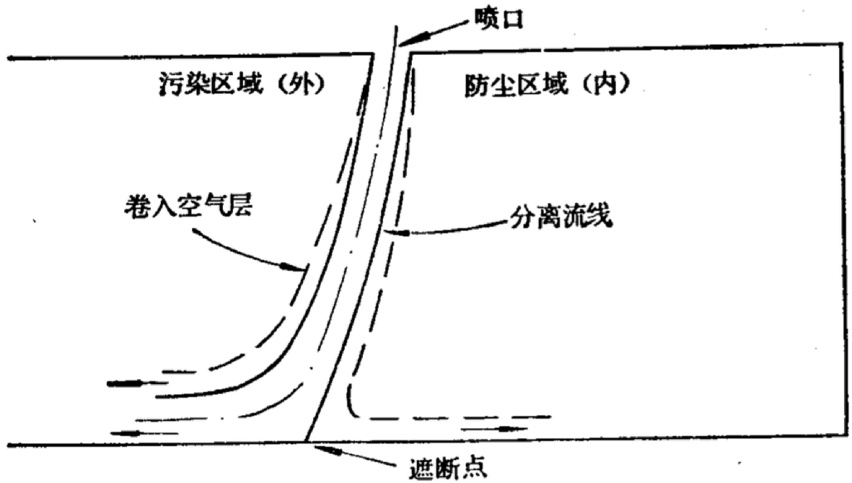 喷口
污染区域（外）
防尘区域（内）
卷入空气层
分离流线
遮断点